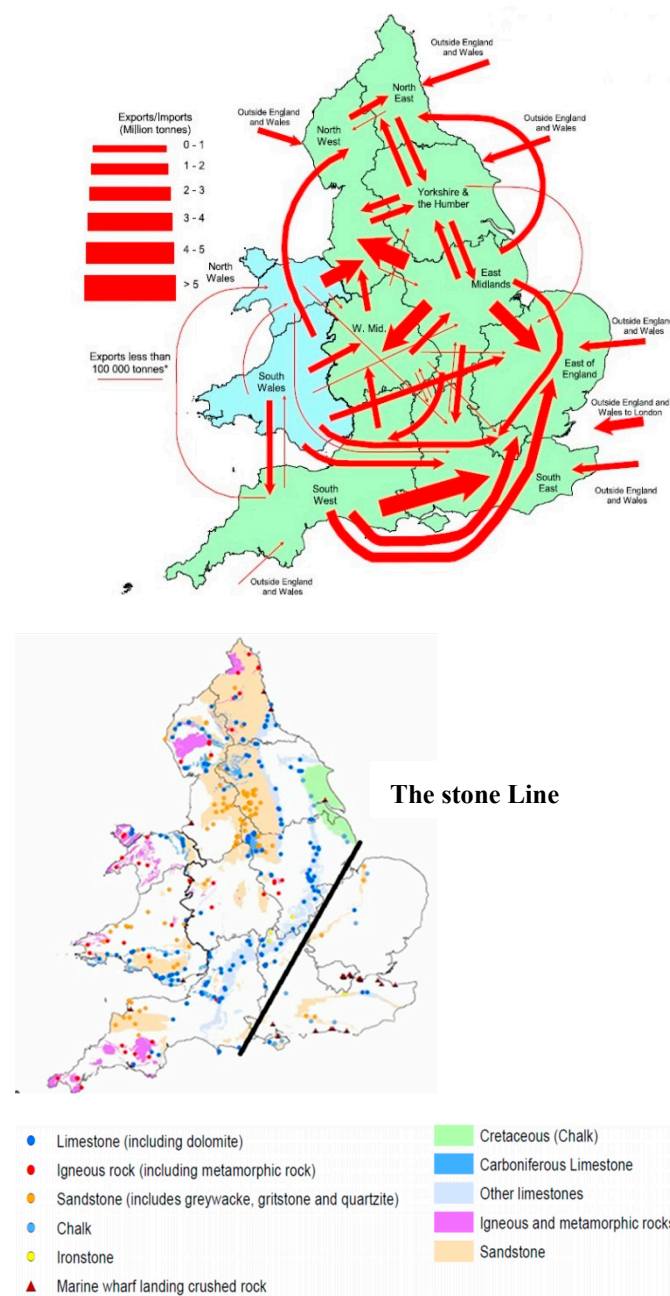 Outside England
and Wales
North
East
Exports/Imports
(Million tonnes)
0 - 1
1 - 2
2 - 3
3 - 4
4 - 5
> 5
Outside England
and Wales
Outside England
and Wales
North
West
Yorkshire &
the Humber
North
Wales
East
Midlands
Outside England
and Wales
W. Mid.
Exports less than
100 000 tonnes*
East of
England
South
Wales
Outside England and
Wales to London
South
West
South
East
Outside England
and Wales
Outside England
and Wales
The stone Line
Limestone (including dolomite)
Igneous rock (including metamorphic rock)
Sandstone (includes greywacke, gritstone and quartzite)
Chalk
Ironstone
Marine wharf landing crushed rock
Cretaceous (Chalk)
Carboniferous Limestone
Other limestones
Igneous and metamorphic rocks
Sandstone